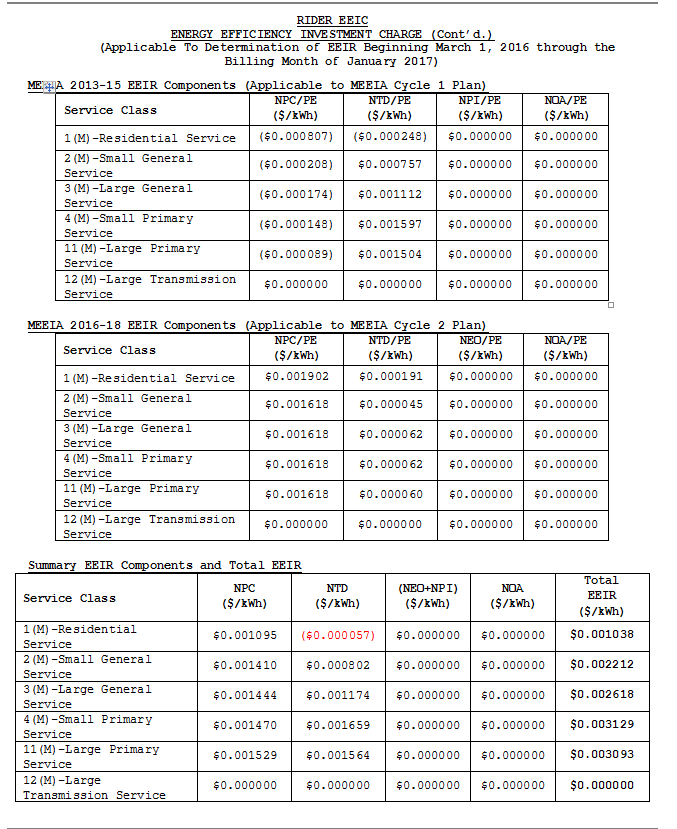 RIDER EEIC
ENERGY EFFICIENCY INVESTMENT CHARGE (Cont'd.)
(Applicable To Determination of EEIR Beginning March 1, 2016 through the
Billing Month of January 2017)
A 2013-15 EEIR Components (Applicable to MEEIA Cycle 1 Plan)
Service Class NPC/PE ($/kWh) NTD/PE ($/kWh) NPI/PE ($/kWh) NOA/PE ($/kWh)
1(M)-Residential Service ($0.000807) ($0.000248) $0.000000 $0.000000
2(M)-Small General
Service ($0.000208) $0.000757 $0.000000 $0.000000
3(M)-Large General
Service ($0.000174) $0.001112 $0.000000 $0.000000
4(M)-Small Primary
Service ($0.000148) $0.001597 $0.000000 $0.000000
11(M)-Large Primary
Service ($0.000089) $0.001504 $0.000000 $0.000000
12(M)-Large Transmission
Service $0.000000 $0.000000 $0.000000 $0.000000
MEEIA 2016-18 EEIR Components (Applicable to MEEIA Cycle 2 Plan)
Service Class NPC/PE ($/kWh) NTD/PE ($/kWh) NEO/PE ($/kWh) NOA/PE ($/kWh)
1(M)-Residential Service $0.001902 $0.000191 $0.000000 $0.000000
2(M)-Small General
Service $0.001618 $0.000045 $0.000000 $0.000000
3(M)-Large General
Service $0.001618 $0.000062 $0.000000 $0.000000
4(M)-Small Primary
Service $0.001618 $0.000062 $0.000000 $0.000000
11(M)-Large Primary
Service $0.001618 $0.000060 $0.000000 $0.000000
12(M)-Large Transmission
Service $0.000000 $0.000000 $0.000000 $0.000000
Summary EEIR Components and Total EEIR
Service Class NPC ($/kWh) NTD ($/kWh) (NEO+NPI) ($/kWh) NOA ($/kWh) Total EEIR ($/kWh)
1(M)-Residential
Service $0.001095 ($0.000057) $0.000000 $0.000000 $0.001038
2(M)-Small General
Service $0.001410 $0.000802 $0.000000 $0.000000 $0.002212
3(M)-Large General
Service $0.001444 $0.001174 $0.000000 $0.000000 $0.002618
4(M)-Small Primary
Service $0.001470 $0.001659 $0.000000 $0.000000 $0.003129
11(M)-Large Primary
Service $0.001529 $0.001564 $0.000000 $0.000000 $0.003093
12(M)-Large
Transmission Service $0.000000 $0.000000 $0.000000 $0.000000 $0.000000